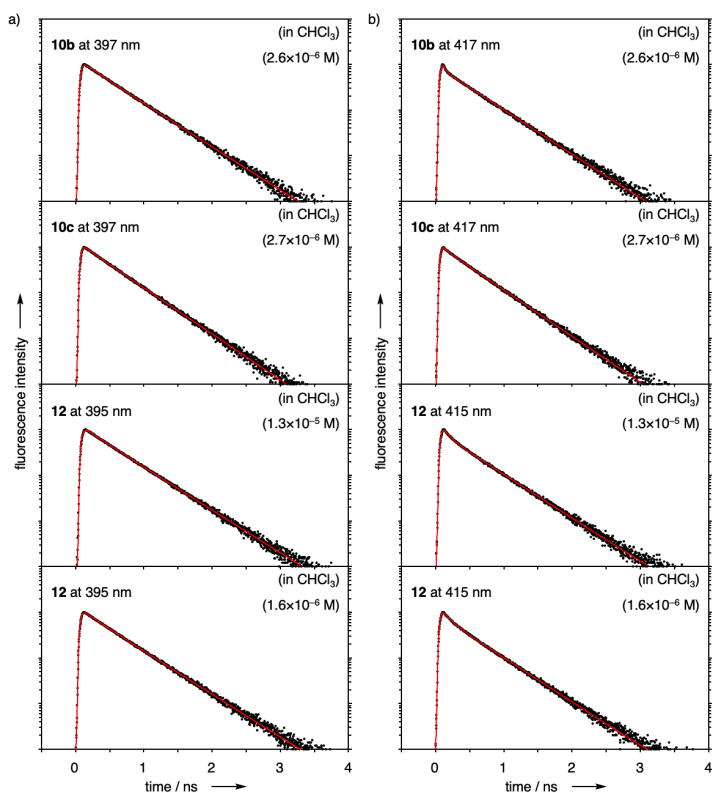 a)
(in CHCl₃)
10b at 397 nm
(2.6×10⁻⁶ M)
(in CHCl₃)
10c at 397 nm
(2.7×10⁻⁶ M)
(in CHCl₃)
12 at 395 nm
(1.3×10⁻⁵ M)
(in CHCl₃)
12 at 395 nm
(1.6×10⁻⁶ M)
fluorescence intensity
0 1 2 3 4
time / ns
b)
(in CHCl₃)
10b at 417 nm
(2.6×10⁻⁶ M)
(in CHCl₃)
10c at 417 nm
(2.7×10⁻⁶ M)
(in CHCl₃)
12 at 415 nm
(1.3×10⁻⁵ M)
(in CHCl₃)
12 at 415 nm
(1.6×10⁻⁶ M)
fluorescence intensity
0 1 2 3 4
time / ns